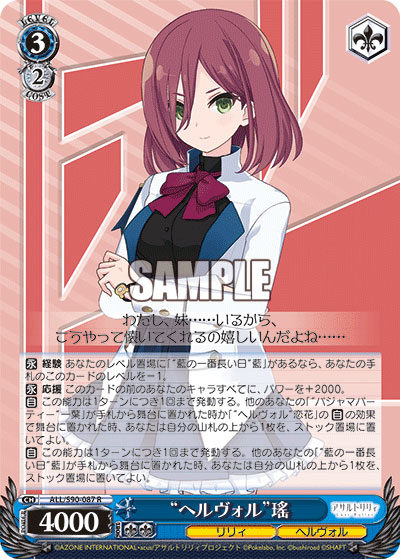 LEVEL
3
2
COST
SAMPLE
わたし、妹……いるから、
こうやって懐いてくれるの嬉しいんだよね……
永 経験 あなたのレベル置場に「藍の一番長い日”藍」があるなら、あなたの手
札のこのカードのレベルを－1。
永 応援 このカードの前のあなたのキャラすべてに、パワーを＋2000。
自 この能力は1ターンにつき1回まで発動する。他のあなたの「“パジャマパー
ティー”一葉」が手札から舞台に置かれた時か「“ヘルヴォル”恋花」の 自 の効果
で舞台に置かれた時、あなたは自分の山札の上から1枚を、ストック置場に置
いてよい。
自 この能力は1ターンにつき1回まで発動する。他のあなたの「“藍の一番長
い日”藍」が手札から舞台に置かれた時、あなたは自分の山札の上から1枚を、
ストック置場に置いてよい。
CH ALL/S90-087 R
4000
“ヘルヴォル”瑤
アサルトリリィ
リリィ
ヘルヴォル
©AZONE INTERNATIONAL・acus/アサルトリリィプロジェクト ©Pokelabo, Inc. ©bushiroad